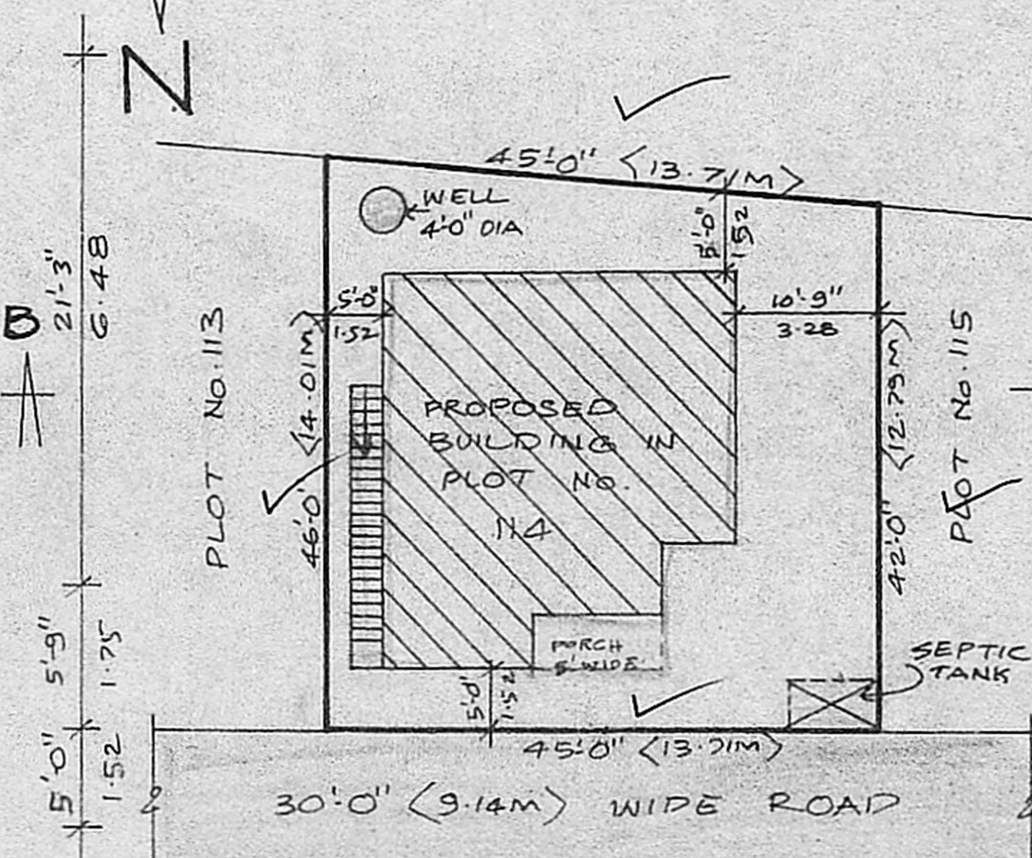 N
45'-0" <13.71M>
WELL
4'-0" DIA
5'-0"
1.52
21'-3"
6.48
B
5'-0"
1.52
10'-9"
3.28
PLOT No.113
<14.01M>
46'-0'
PROPOSED
BUILDING IN
PLOT NO.
114
<12.79M>
42'-0"
PLOT No.115
PORCH
5' WIDE
SEPTIC
TANK
5'-9"
1.75
5'-0"
1.52
5'-0'
1.52
45'-0" <13.71M>
30'-0" <9.14M> WIDE ROAD